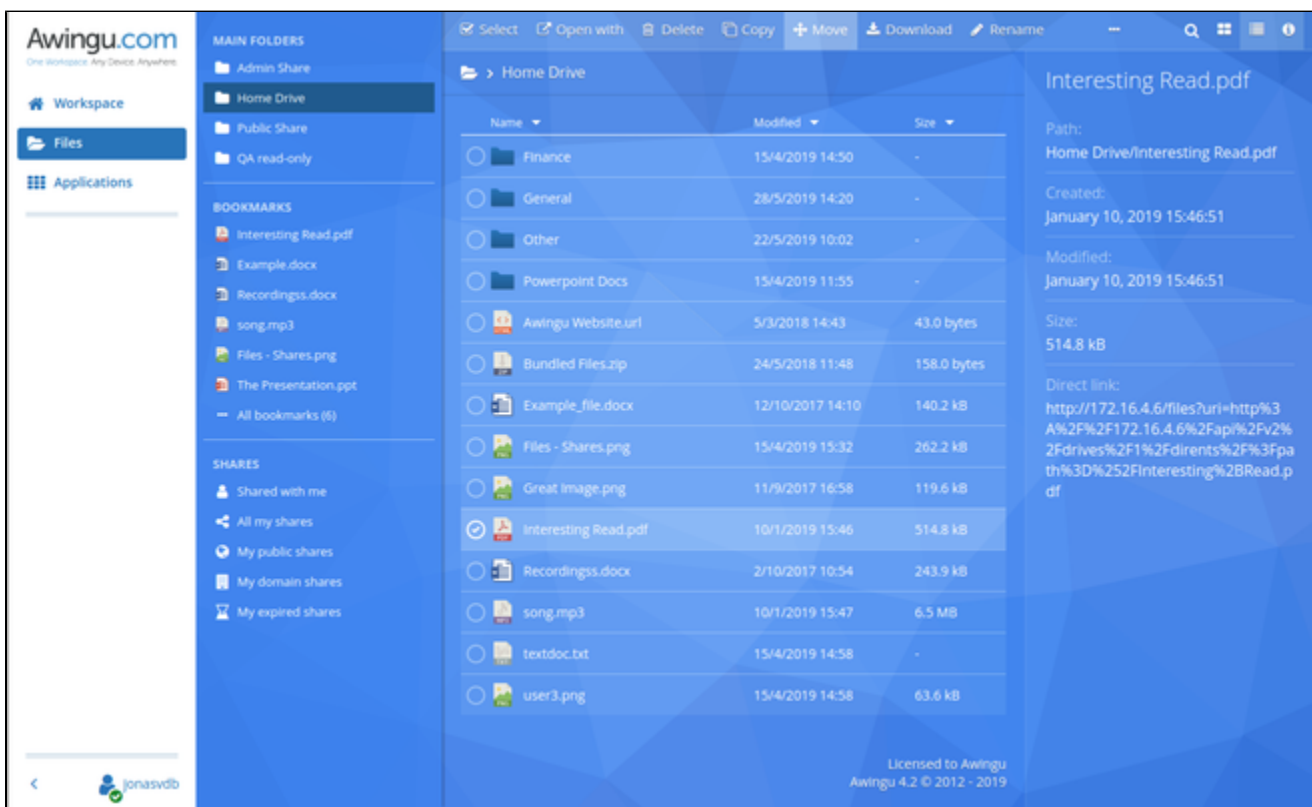 Awingu.com
One Workspace. Any Device. Anywhere.
Workspace
Files
Applications
jonasvdb
MAIN FOLDERS
Admin Share
Home Drive
Public Share
QA read-only
BOOKMARKS
Interesting Read.pdf
Example.docx
Recordingss.docx
song.mp3
Files - Shares.png
The Presentation.ppt
All bookmarks (6)
SHARES
Shared with me
All my shares
My public shares
My domain shares
My expired shares
Select Open with Delete Copy Move Download Rename
> Home Drive
Name Modified Size
Finance 15/4/2019 14:50 -
General 28/5/2019 14:20 -
Other 22/5/2019 10:02 -
Powerpoint Docs 15/4/2019 11:55 -
Awingu Website.url 5/3/2018 14:43 43.0 bytes
Bundled Files.zip 24/5/2018 11:48 158.0 bytes
Example_file.docx 12/10/2017 14:10 140.2 kB
Files - Shares.png 15/4/2019 15:32 262.2 kB
Great Image.png 11/9/2017 16:58 119.6 kB
Interesting Read.pdf 10/1/2019 15:46 514.8 kB
Recordingss.docx 2/10/2017 10:54 243.9 kB
song.mp3 10/1/2019 15:47 6.5 MB
textdoc.txt 15/4/2019 14:58 -
user3.png 15/4/2019 14:58 63.6 kB
Licensed to Awingu
Awingu 4.2 © 2012 - 2019
Interesting Read.pdf
Path:
Home Drive/Interesting Read.pdf
Created:
January 10, 2019 15:46:51
Modified:
January 10, 2019 15:46:51
Size:
514.8 kB
Direct link:
http://172.16.4.6/files?uri=http%3
A%2F%2F172.16.4.6%2Fapi%2Fv2%
2Fdrives%2F1%2Fdirents%2F%3Fpa
th%3D%252FInteresting%2BRead.p
df